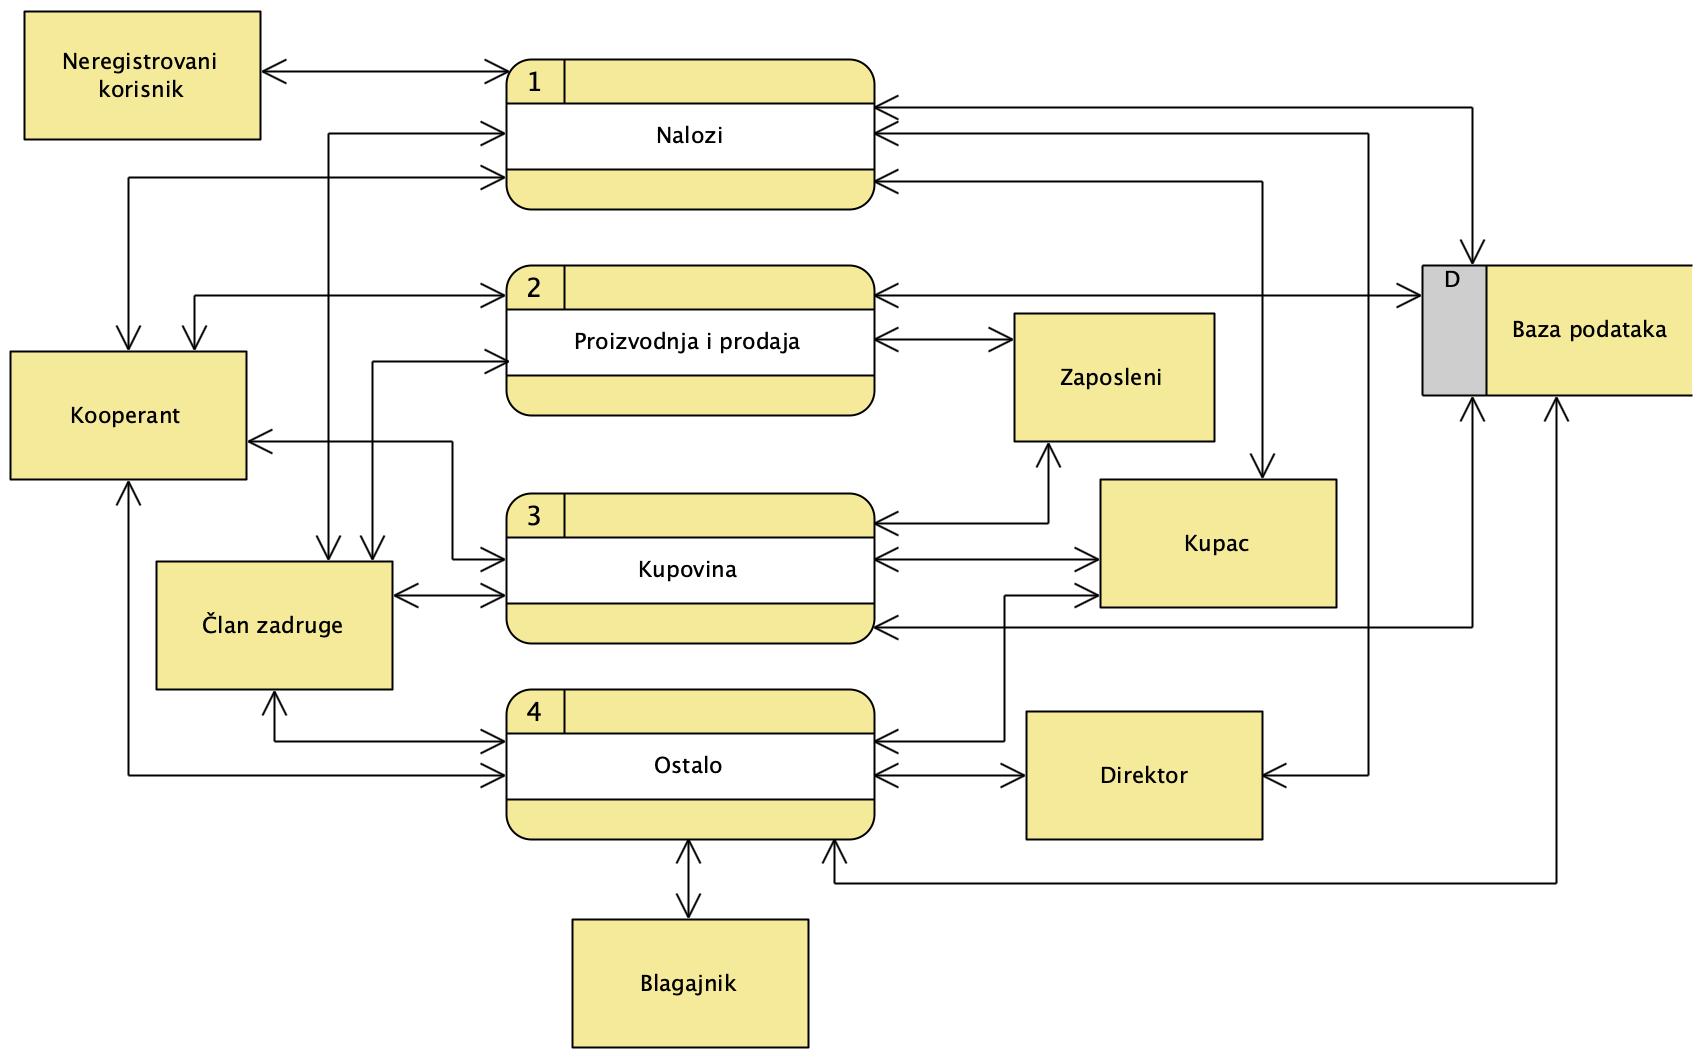 Neregistrovani
korisnik
1
Nalozi
2
Proizvodnja i prodaja
D
Baza podataka
Zaposleni
Kooperant
3
Kupovina
Kupac
Član zadruge
4
Ostalo
Direktor
Blagajnik